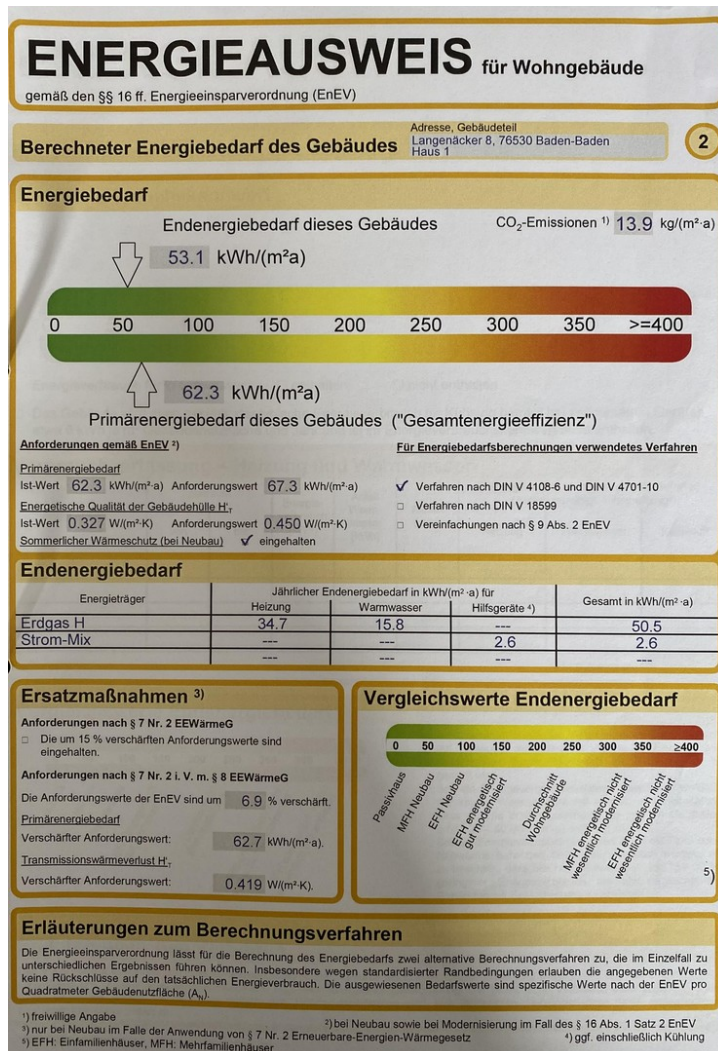 ENERGIEAUSWEIS für Wohngebäude
gemäß den §§ 16 ff. Energieeinsparverordnung (EnEV)
Berechneter Energiebedarf des Gebäudes
Adresse, Gebäudeteil
Langenäcker 8, 76530 Baden-Baden
Haus 1
2
Energiebedarf
Endenergiebedarf dieses Gebäudes
CO2-Emissionen 1) 13.9 kg/(m²·a)
53.1 kWh/(m²a)
0 50 100 150 200 250 300 350 >=400
62.3 kWh/(m²a)
Primärenergiebedarf dieses Gebäudes ("Gesamtenergieeffizienz")
Anforderungen gemäß EnEV 2)
Primärenergiebedarf
Ist-Wert 62.3 kWh/(m²·a) Anforderungswert 67.3 kWh/(m²·a)
Energetische Qualität der Gebäudehülle H'T
Ist-Wert 0.327 W/(m²·K) Anforderungswert 0.450 W/(m²·K)
Sommerlicher Wärmeschutz (bei Neubau) ✓ eingehalten
Für Energiebedarfsberechnungen verwendetes Verfahren
✓ Verfahren nach DIN V 4108-6 und DIN V 4701-10
□ Verfahren nach DIN V 18599
□ Vereinfachungen nach § 9 Abs. 2 EnEV
Endenergiebedarf
Energieträger
Jährlicher Endenergiebedarf in kWh/(m²·a) für
Heizung Warmwasser Hilfsgeräte 4)
Gesamt in kWh/(m²·a)
Erdgas H 34.7 15.8 --- 50.5
Strom-Mix --- --- 2.6 2.6
--- --- --- ---
Ersatzmaßnahmen 3)
Anforderungen nach § 7 Nr. 2 EEWärmeG
□ Die um 15 % verschärften Anforderungswerte sind
eingehalten.
Anforderungen nach § 7 Nr. 2 i. V. m. § 8 EEWärmeG
Die Anforderungswerte der EnEV sind um 6.9 % verschärft.
Primärenergiebedarf
Verschärfter Anforderungswert: 62.7 kWh/(m²·a).
Transmissionswärmeverlust H'T
Verschärfter Anforderungswert: 0.419 W/(m²·K).
Vergleichswerte Endenergiebedarf
0 50 100 150 200 250 300 350 ≥400
Passivhaus
MFH Neubau
EFH Neubau
EFH energetisch
gut modernisiert
Durchschnitt
Wohngebäude
MFH energetisch nicht
wesentlich modernisiert
EFH energetisch nicht
wesentlich modernisiert
5)
Erläuterungen zum Berechnungsverfahren
Die Energieeinsparverordnung lässt für die Berechnung des Energiebedarfs zwei alternative Berechnungsverfahren zu, die im Einzelfall zu
unterschiedlichen Ergebnissen führen können. Insbesondere wegen standardisierter Randbedingungen erlauben die angegebenen Werte
keine Rückschlüsse auf den tatsächlichen Energieverbrauch. Die ausgewiesenen Bedarfswerte sind spezifische Werte nach der EnEV pro
Quadratmeter Gebäudenutzfläche (AN).
1) freiwillige Angabe
2) bei Neubau sowie bei Modernisierung im Fall des § 16 Abs. 1 Satz 2 EnEV
3) nur bei Neubau im Falle der Anwendung von § 7 Nr. 2 Erneuerbare-Energien-Wärmegesetz
4) ggf. einschließlich Kühlung
5) EFH: Einfamilienhäuser, MFH: Mehrfamilienhäuser